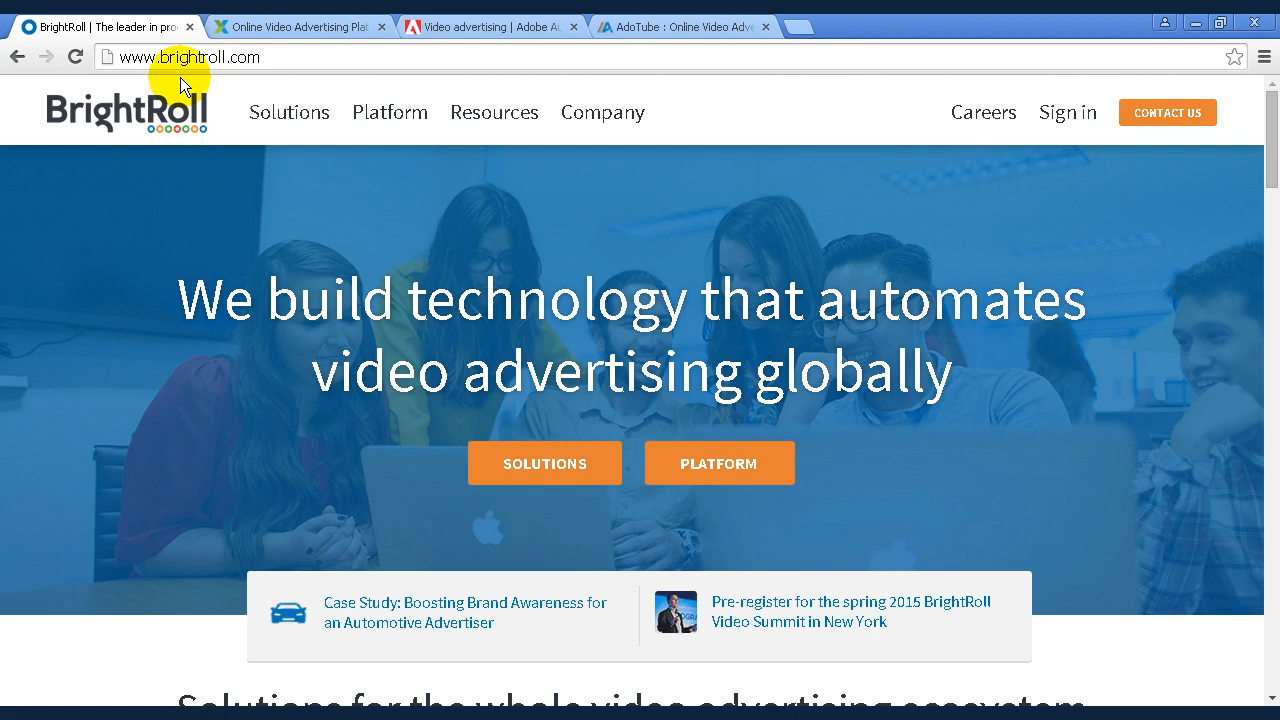 BrightRoll | The leader in pro
Online Video Advertising Plat
Video advertising | Adobe Au
AdoTube : Online Video Adve
www.brightroll.com
BrightRoll
Solutions
Platform
Resources
Company
Careers
Sign in
CONTACT US
We build technology that automates
video advertising globally
SOLUTIONS
PLATFORM
Case Study: Boosting Brand Awareness for
an Automotive Advertiser
Pre-register for the spring 2015 BrightRoll
Video Summit in New York
Solutions for the whole video advertising ecosystem